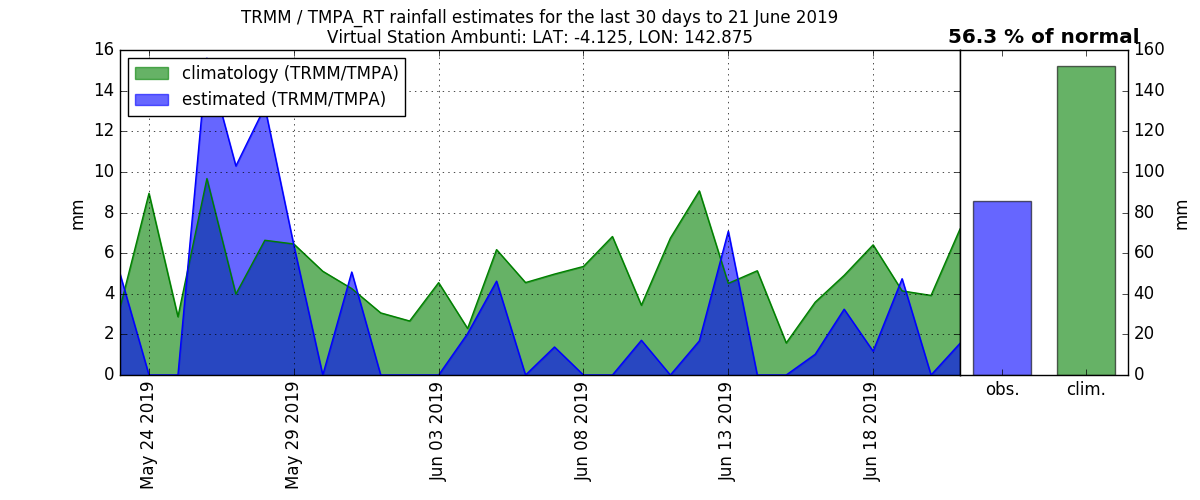 TRMM / TMPA_RT rainfall estimates for the last 30 days to 21 June 2019
Virtual Station Ambunti: LAT: -4.125, LON: 142.875
56.3 % of normal
climatology (TRMM/TMPA)
estimated (TRMM/TMPA)
16
14
12
10
8
6
4
2
0
mm
May 24 2019
May 29 2019
Jun 03 2019
Jun 08 2019
Jun 13 2019
Jun 18 2019
obs.
clim.
160
140
120
100
80
60
40
20
0
mm